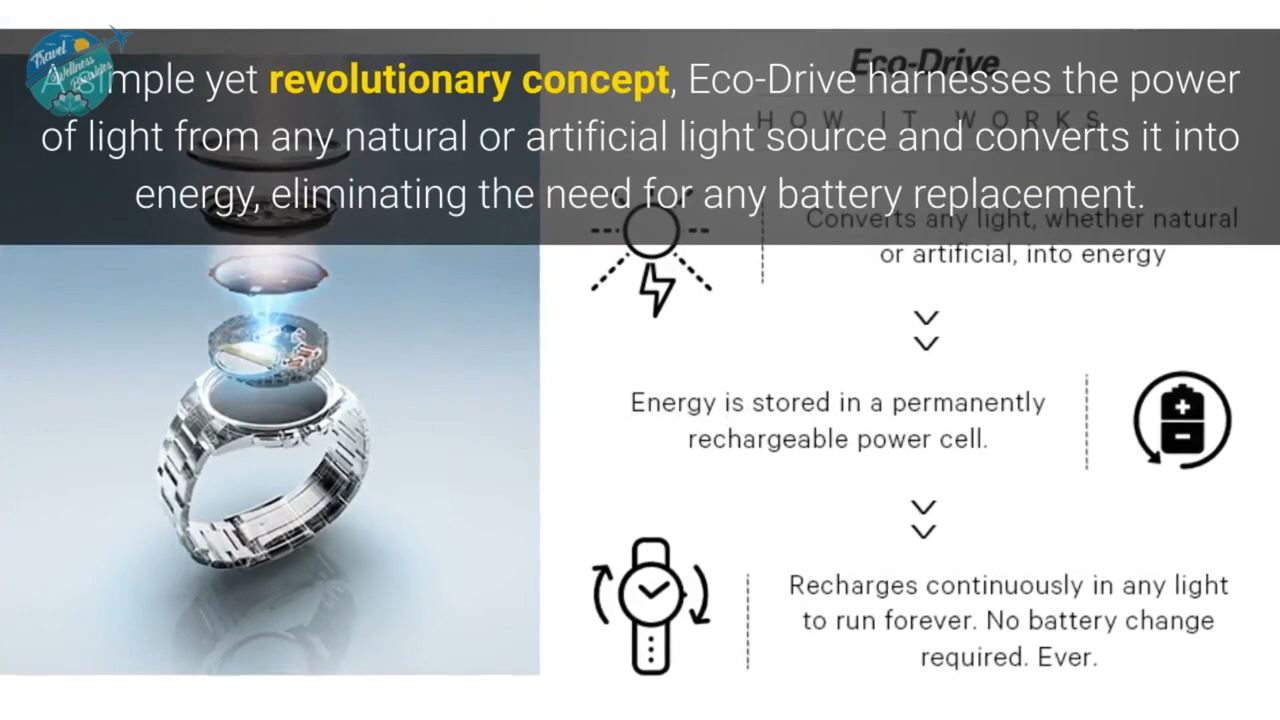 Travel
Wellness
Eco-Drive
A simple yet revolutionary concept, Eco-Drive harnesses the power
HOW IT WORKS
of light from any natural or artificial light source and converts it into
energy, eliminating the need for any battery replacement.
Converts any light, whether natural
or artificial, into energy
Energy is stored in a permanently
rechargeable power cell.
Recharges continuously in any light
to run forever. No battery change
required. Ever.